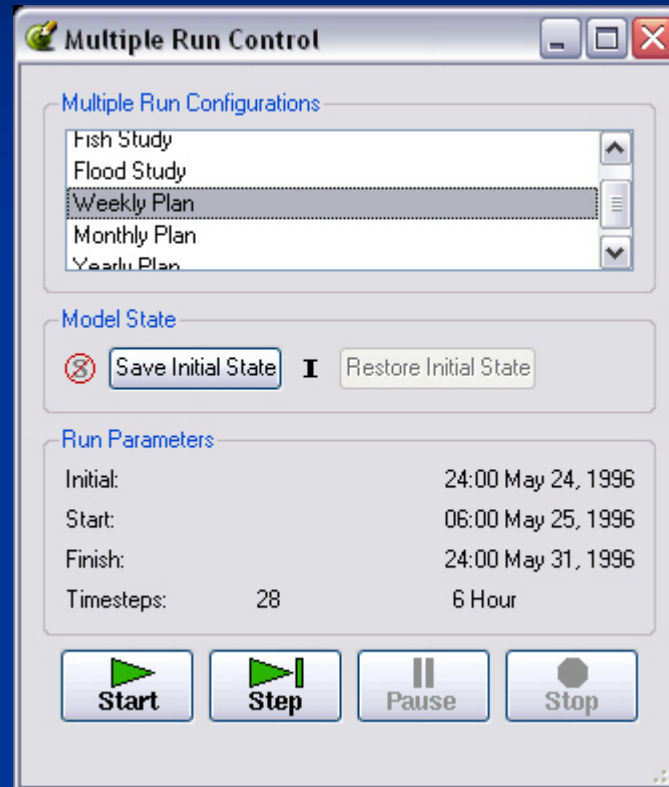 Multiple Run Control
Multiple Run Configurations
Fish Study
Flood Study
Weekly Plan
Monthly Plan
Yearly Plan
Model State
S Save Initial State I Restore Initial State
Run Parameters
Initial: 24:00 May 24, 1996
Start: 06:00 May 25, 1996
Finish: 24:00 May 31, 1996
Timesteps: 28 6 Hour
Start Step Pause Stop